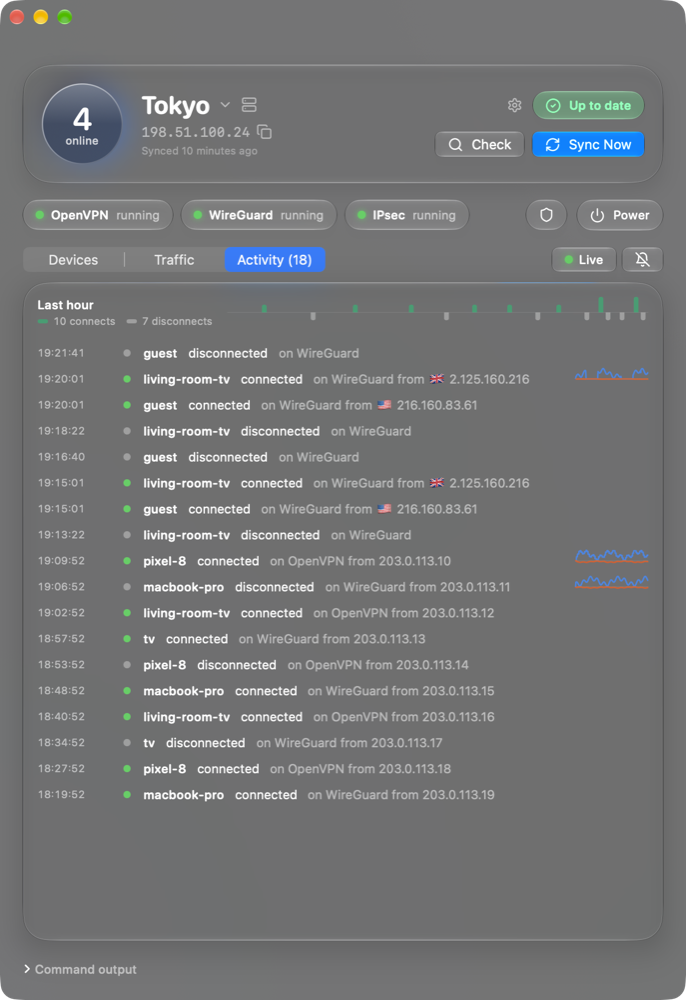 4
online
Tokyo
198.51.100.24
Synced 10 minutes ago
Up to date
Check
Sync Now
OpenVPN running
WireGuard running
IPsec running
Power
Devices
Traffic
Activity (18)
Live
Last hour
10 connects
7 disconnects
19:21:41 guest disconnected on WireGuard
19:20:01 living-room-tv connected on WireGuard from 🇬🇧 2.125.160.216
19:20:01 guest connected on WireGuard from 🇺🇸 216.160.83.61
19:18:22 living-room-tv disconnected on WireGuard
19:16:40 guest disconnected on WireGuard
19:15:01 living-room-tv connected on WireGuard from 🇬🇧 2.125.160.216
19:15:01 guest connected on WireGuard from 🇺🇸 216.160.83.61
19:13:22 living-room-tv disconnected on WireGuard
19:09:52 pixel-8 connected on OpenVPN from 203.0.113.10
19:06:52 macbook-pro disconnected on WireGuard from 203.0.113.11
19:02:52 living-room-tv connected on OpenVPN from 203.0.113.12
18:57:52 tv connected on WireGuard from 203.0.113.13
18:53:52 pixel-8 disconnected on OpenVPN from 203.0.113.14
18:48:52 macbook-pro connected on WireGuard from 203.0.113.15
18:40:52 living-room-tv connected on OpenVPN from 203.0.113.16
18:34:52 tv disconnected on WireGuard from 203.0.113.17
18:27:52 pixel-8 connected on OpenVPN from 203.0.113.18
18:19:52 macbook-pro connected on WireGuard from 203.0.113.19
Command output